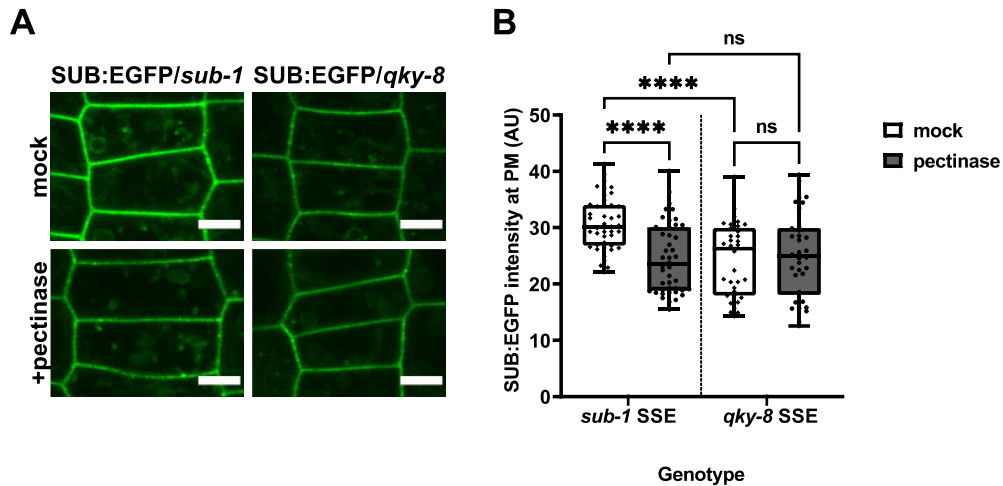 A
SUB:EGFP/sub-1 SUB:EGFP/qky-8
mock
+pectinase
B
ns
****
****
ns
mock
pectinase
SUB:EGFP intensity at PM (AU)
50
40
30
20
10
0
sub-1 SSE
qky-8 SSE
Genotype